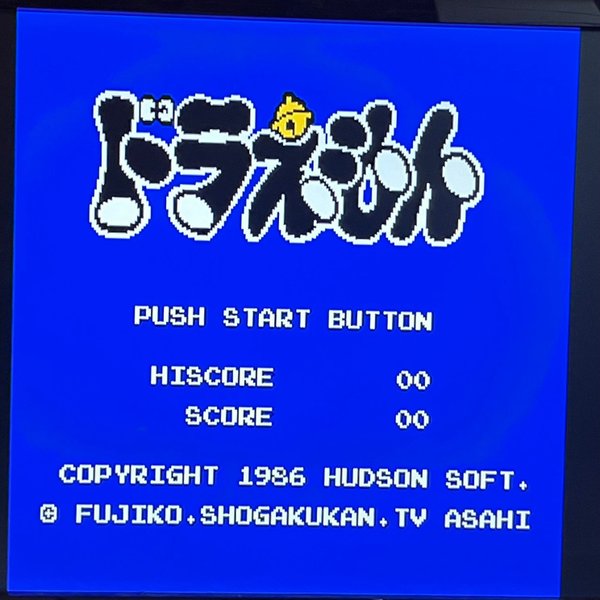 ドラえもん
PUSH START BUTTON
HISCORE 00
SCORE 00
COPYRIGHT 1986 HUDSON SOFT.
© FUJIKO.SHOGAKUKAN.TV ASAHI